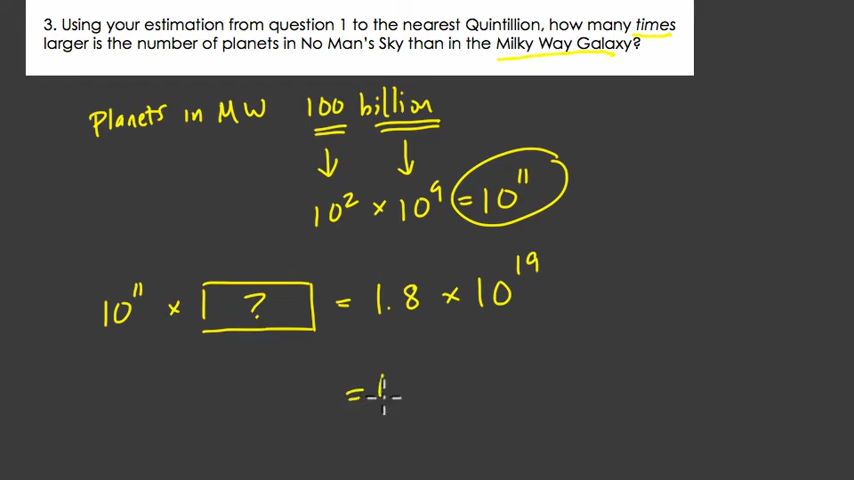 3. Using your estimation from question 1 to the nearest Quintillion, how many times
larger is the number of planets in No Man's Sky than in the Milky Way Galaxy?
Planets in MW 100 billion
10² × 10⁹ = 10¹¹
10¹¹ × ? = 1.8 × 10¹⁹
= 1